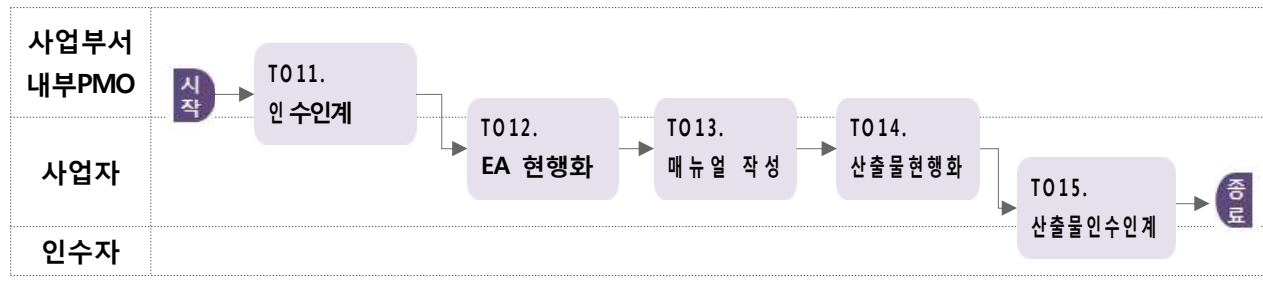 사업부서
내부PMO
시
작
TO11.
인 수인계
TO12.
EA 현행화
TO13.
매뉴얼 작성
TO14.
산출물현행화
사업자
TO15.
산출물인수인계
종
료
인수자